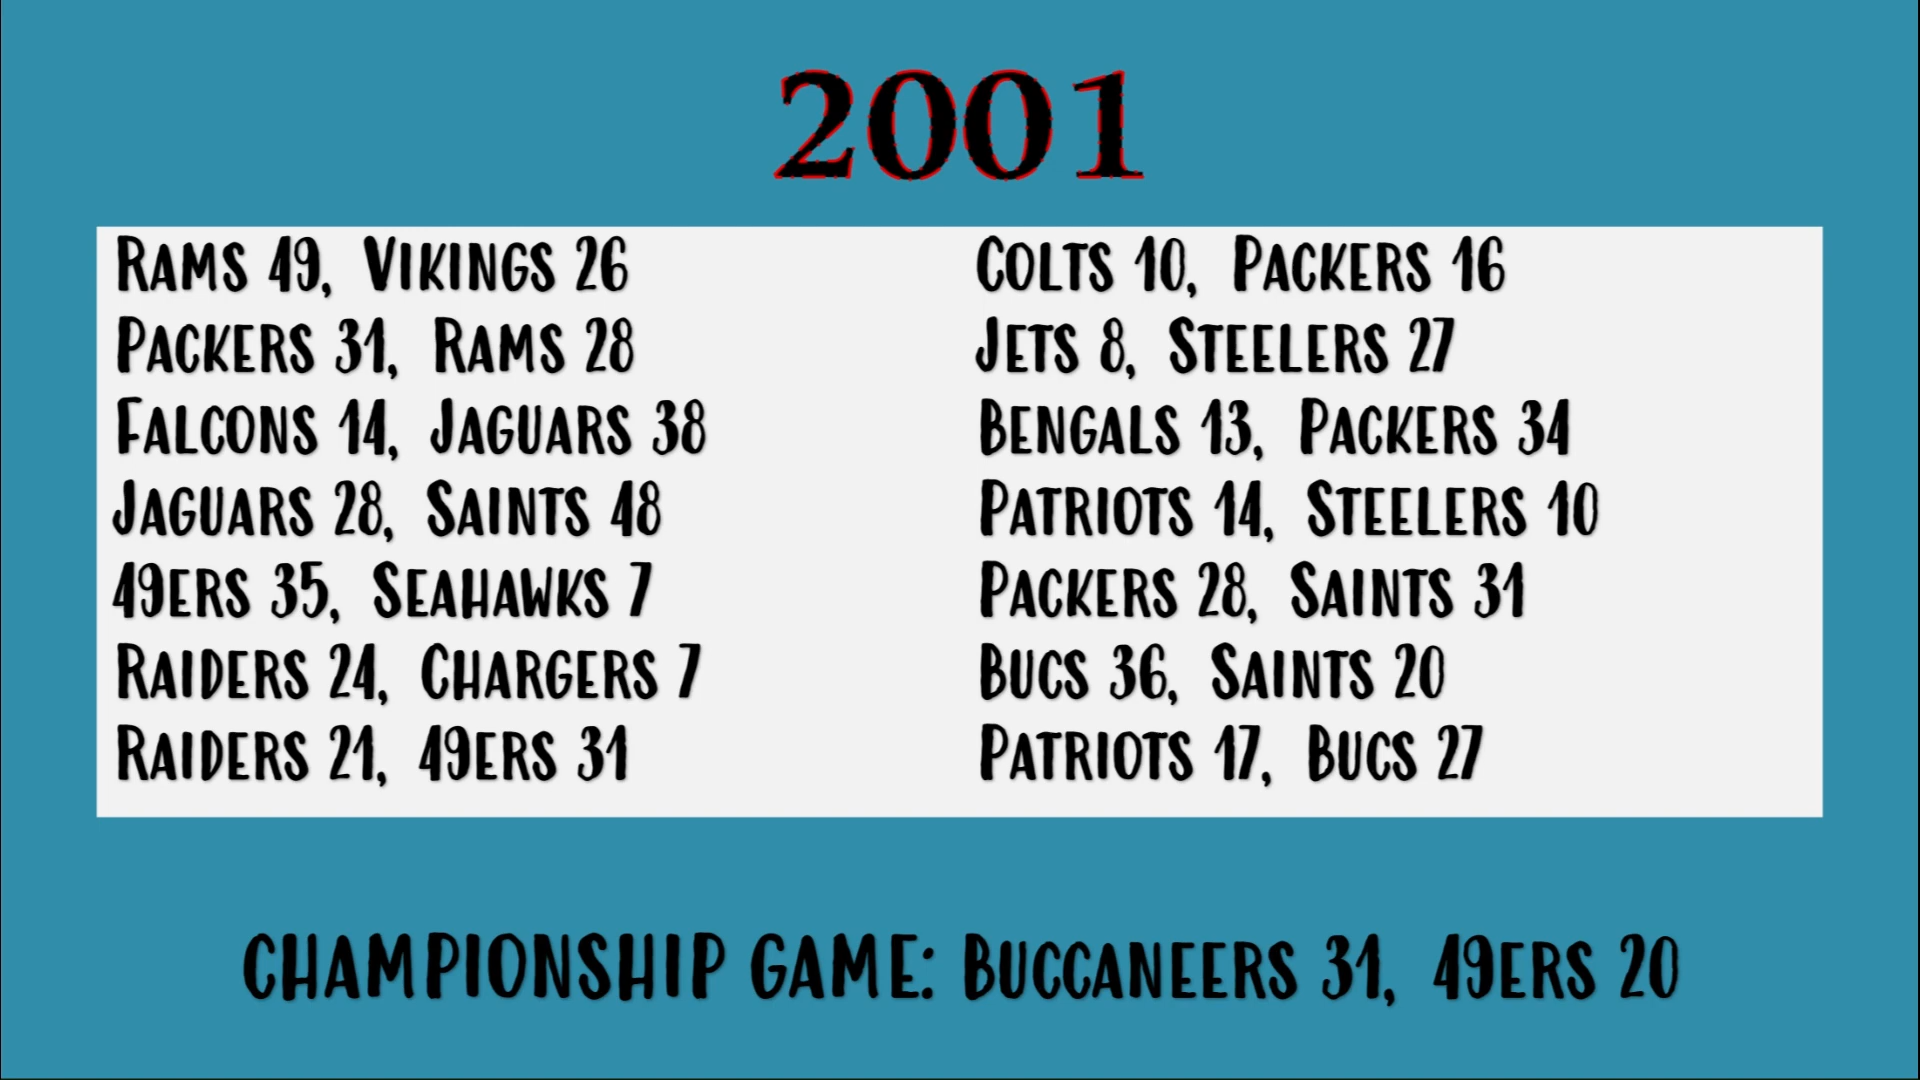 2001
Rams 49, Vikings 26
Packers 31, Rams 28
Falcons 14, Jaguars 38
Jaguars 28, Saints 48
49ers 35, Seahawks 7
Raiders 24, Chargers 7
Raiders 21, 49ers 31
Colts 10, Packers 16
Jets 8, Steelers 27
Bengals 13, Packers 34
Patriots 14, Steelers 10
Packers 28, Saints 31
Bucs 36, Saints 20
Patriots 17, Bucs 27
CHAMPIONSHIP GAME: Buccaneers 31, 49ers 20